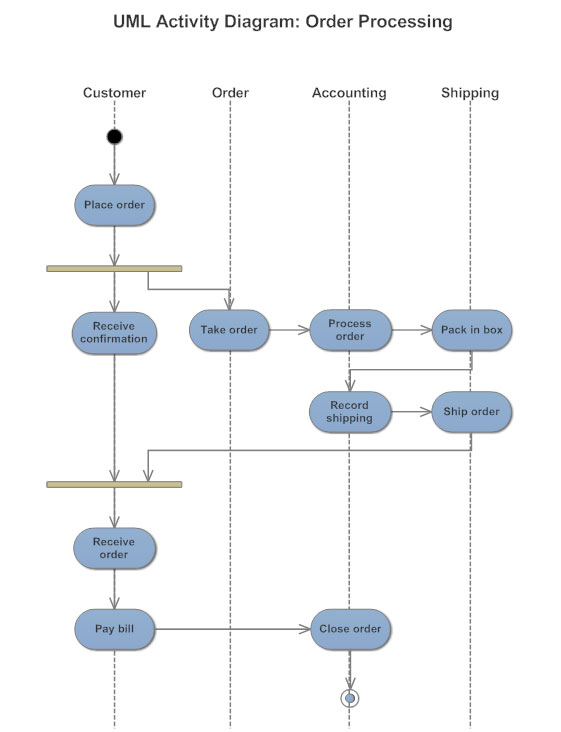 UML Activity Diagram: Order Processing
Customer
Order
Accounting
Shipping
Place order
Receive
confirmation
Take order
Process
order
Pack in box
Record
shipping
Ship order
Receive
order
Pay bill
Close order